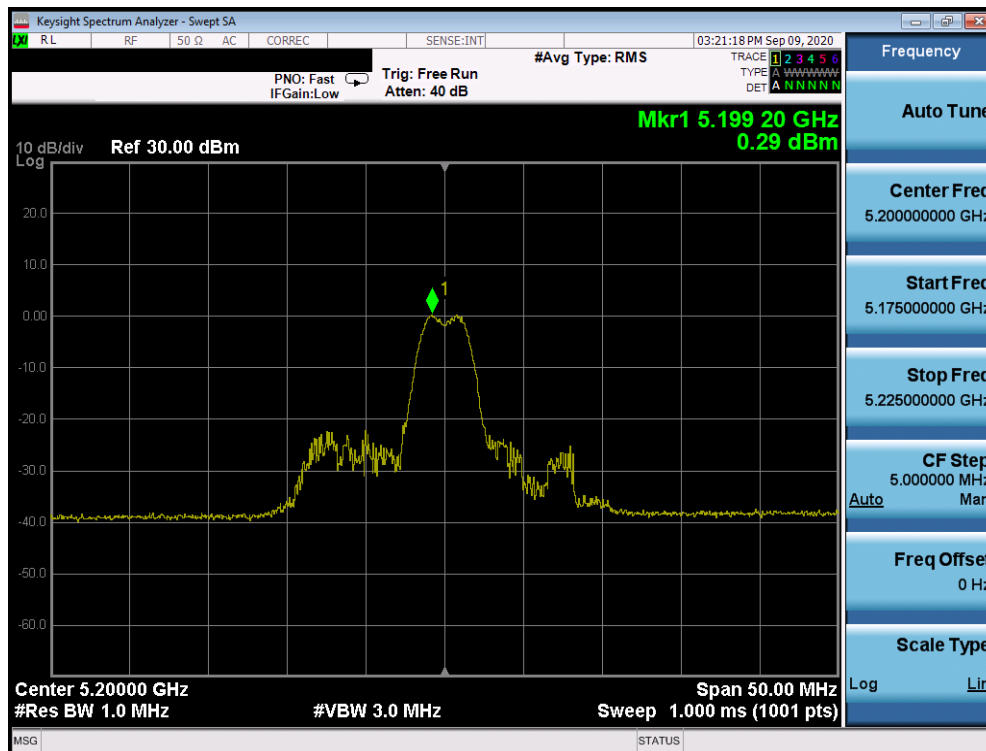 Keysight Spectrum Analyzer - Swept SA
LXI RL RF 50 Ω AC CORREC SENSE:INT 03:21:18 PM Sep 09, 2020
#Avg Type: RMS TRACE 1 2 3 4 5 6
PNO: Fast Trig: Free Run TYPE A WWWWW
IFGain:Low Atten: 40 dB DET A N N N N N
Mkr1 5.199 20 GHz
0.29 dBm
10 dB/div Ref 30.00 dBm
Log
20.0
10.0
1
0.00
-10.0
-20.0
-30.0
-40.0
-50.0
-60.0
Center 5.20000 GHz Span 50.00 MHz
#Res BW 1.0 MHz #VBW 3.0 MHz Sweep 1.000 ms (1001 pts)
MSG STATUS
Frequency
Auto Tune
Center Freq
5.200000000 GHz
Start Freq
5.175000000 GHz
Stop Freq
5.225000000 GHz
CF Step
5.000000 MHz
Auto Man
Freq Offset
0 Hz
Scale Type
Log Lin